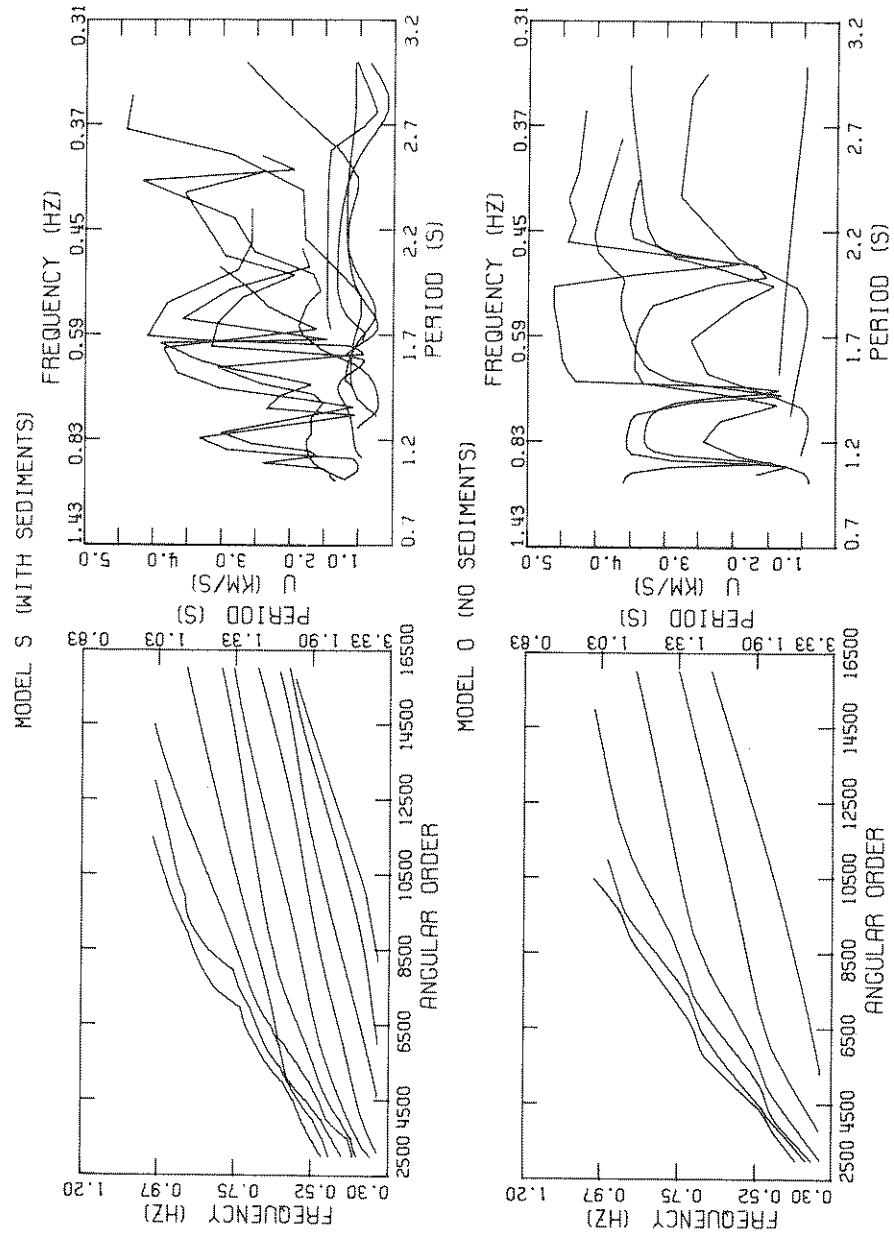 MODEL S (WITH SEDIMENTS)
FREQUENCY (HZ)
1.20 0.97 0.75 0.52 0.30
PERIOD (S)
0.83 1.03 1.33 1.90 3.33
2500 4500 6500 8500 10500 12500 14500 16500
ANGULAR ORDER
FREQUENCY (HZ)
1.43 0.83 0.59 0.45 0.37 0.31
U (KM/S)
5.0 4.0 3.0 2.0 1.0
0.7 1.2 1.7 2.2 2.7 3.2
PERIOD (S)
MODEL O (NO SEDIMENTS)
FREQUENCY (HZ)
1.20 0.97 0.75 0.52 0.30
PERIOD (S)
0.83 1.03 1.33 1.90 3.33
2500 4500 6500 8500 10500 12500 14500 16500
ANGULAR ORDER
FREQUENCY (HZ)
1.43 0.83 0.59 0.45 0.37 0.31
U (KM/S)
5.0 4.0 3.0 2.0 1.0
0.7 1.2 1.7 2.2 2.7 3.2
PERIOD (S)